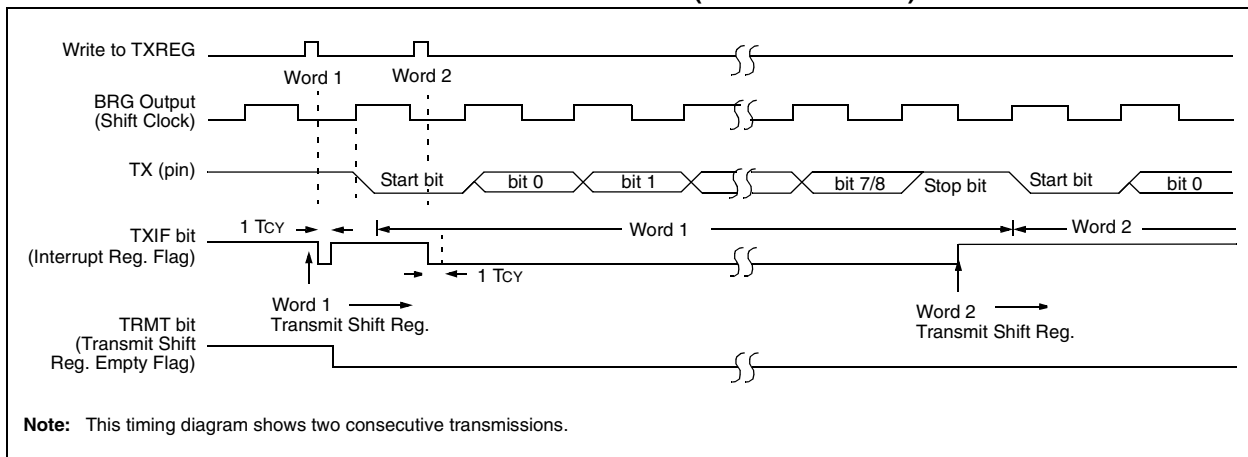 Write to TXREG
Word 1 Word 2
BRG Output
(Shift Clock)
TX (pin)
Start bit bit 0 bit 1 bit 7/8 Stop bit Start bit bit 0
1 TCY
Word 1 Word 2
TXIF bit
(Interrupt Reg. Flag)
1 TCY
Word 1
Transmit Shift Reg.
Word 2
Transmit Shift Reg.
TRMT bit
(Transmit Shift
Reg. Empty Flag)
Note: This timing diagram shows two consecutive transmissions.